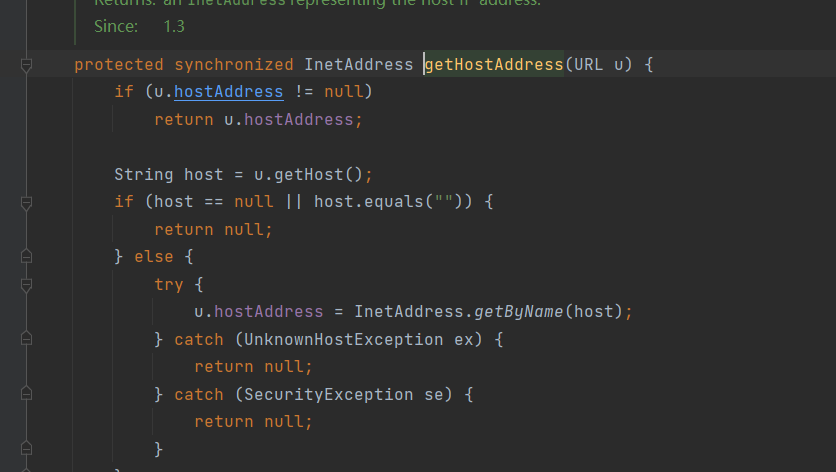 Returns: an InetAddress representing the host IP address.
Since: 1.3
protected synchronized InetAddress getHostAddress(URL u) {
if (u.hostAddress != null)
return u.hostAddress;
String host = u.getHost();
if (host == null || host.equals("")) {
return null;
} else {
try {
u.hostAddress = InetAddress.getByName(host);
} catch (UnknownHostException ex) {
return null;
} catch (SecurityException se) {
return null;
}
}